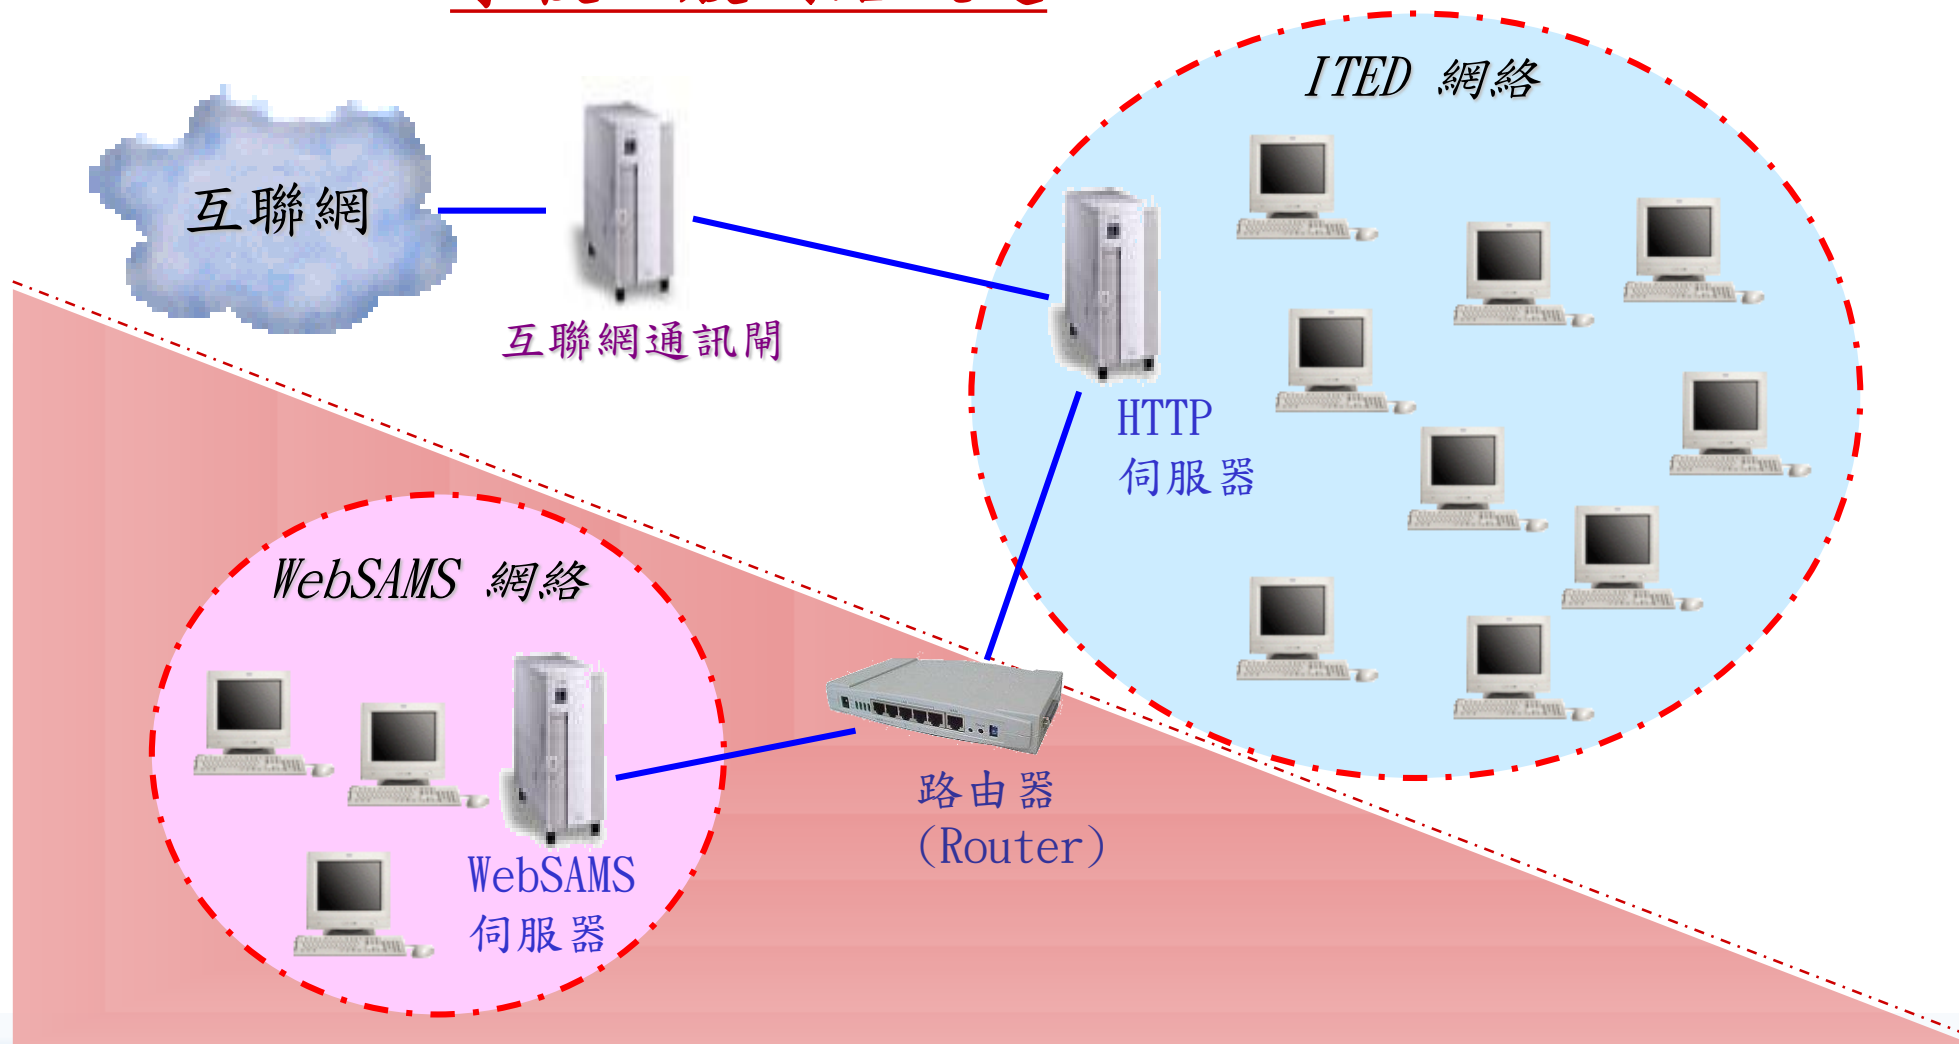 ITED 網絡
互聯網
互聯網通訊閘
HTTP
伺服器
WebSAMS 網絡
路由器
(Router)
WebSAMS
伺服器